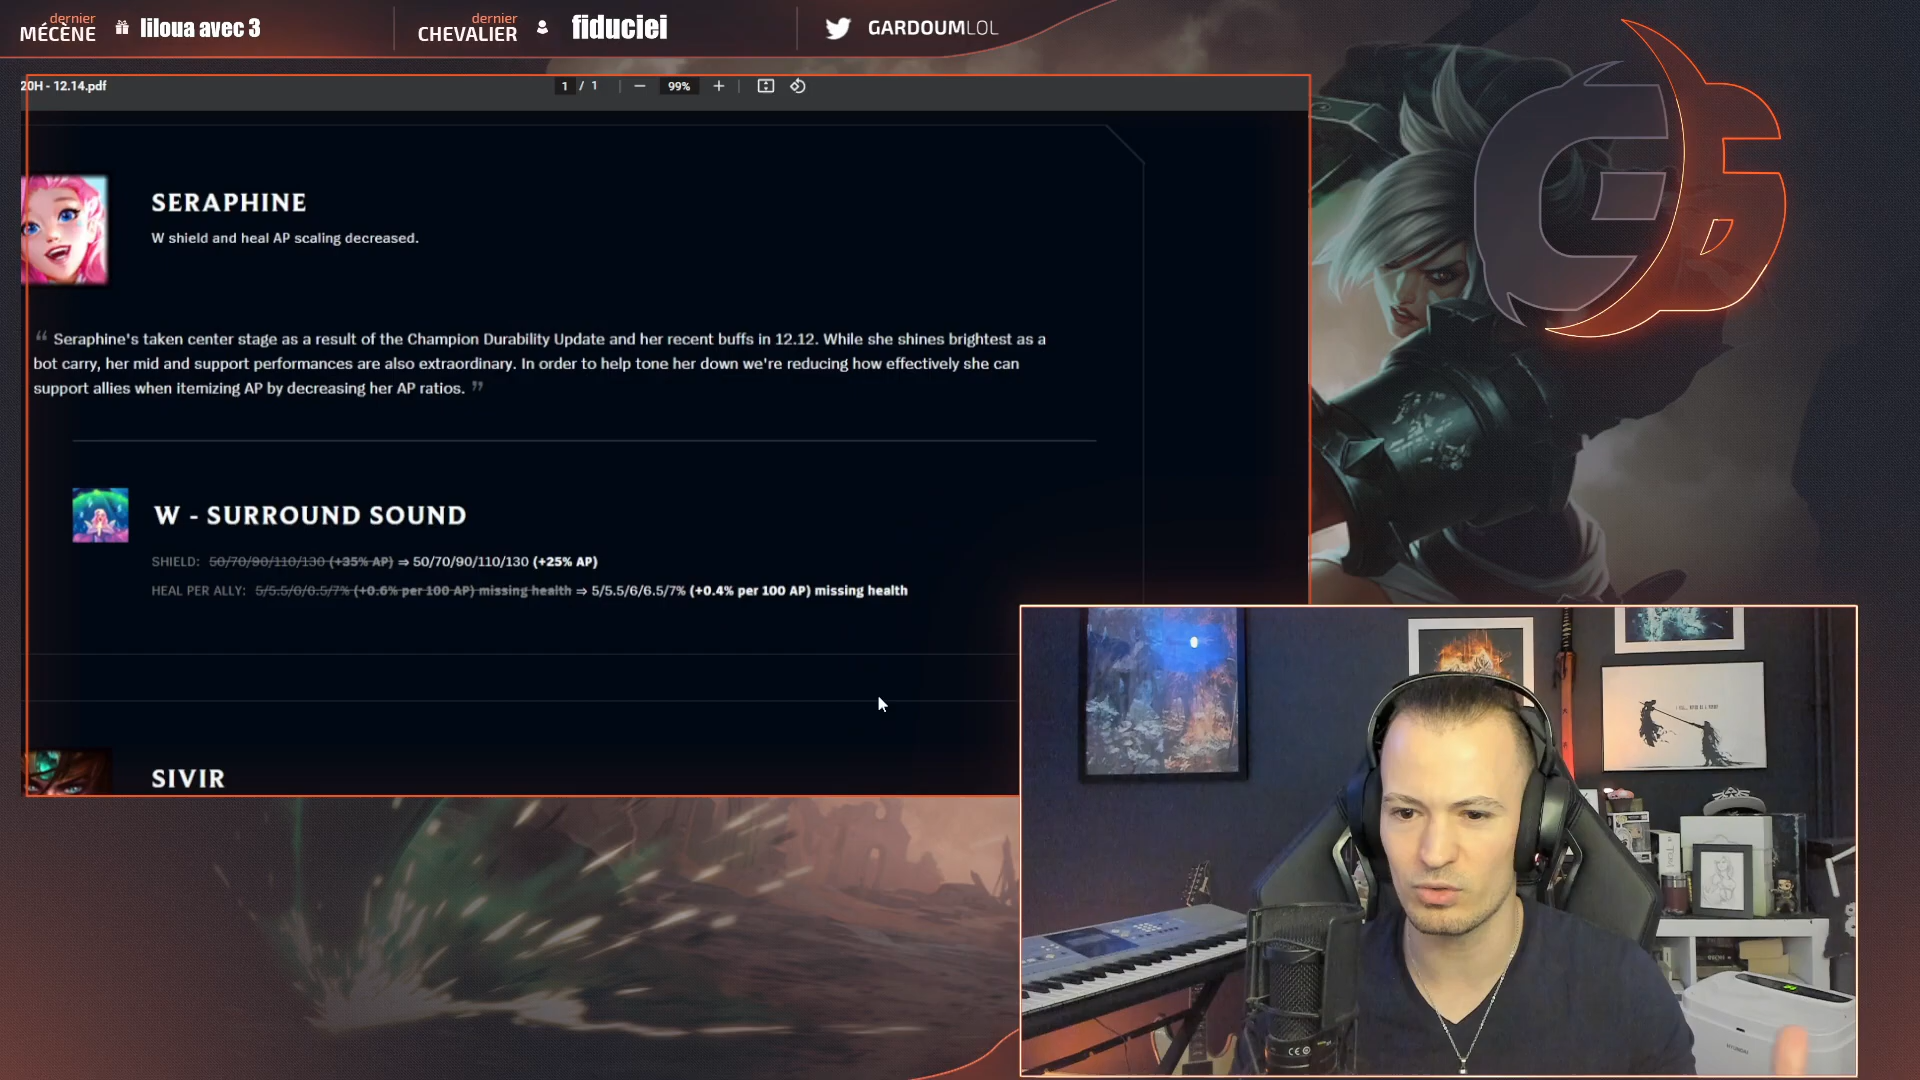 dernier
MÉCÈNE
liloua avec 3
dernier
CHEVALIER
fiduciei
GARDOUMLOL
20H - 12.14.pdf
1 / 1
99%
SERAPHINE
W shield and heal AP scaling decreased.
“ Seraphine's taken center stage as a result of the Champion Durability Update and her recent buffs in 12.12. While she shines brightest as a
bot carry, her mid and support performances are also extraordinary. In order to help tone her down we're reducing how effectively she can
support allies when itemizing AP by decreasing her AP ratios. ”
W - SURROUND SOUND
SHIELD: 50/70/90/110/130 (+35% AP) ⇒ 50/70/90/110/130 (+25% AP)
HEAL PER ALLY: 5/5.5/6/6.5/7% (+0.6% per 100 AP) missing health ⇒ 5/5.5/6/6.5/7% (+0.4% per 100 AP) missing health
SIVIR
HYUNDAI